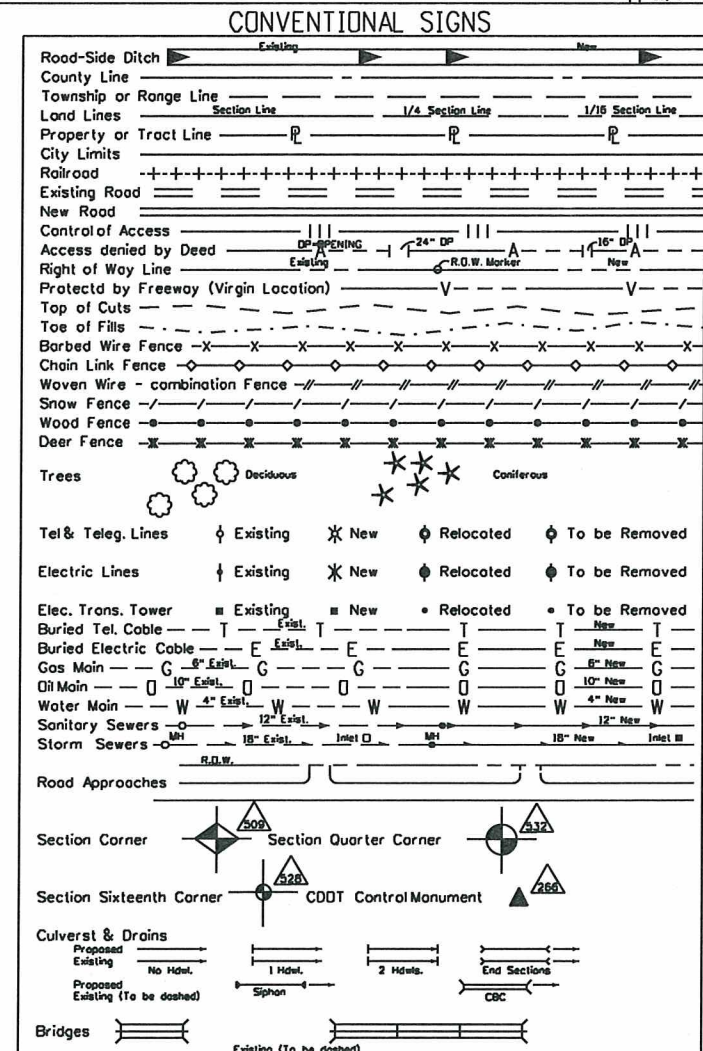 CONVENTIONAL SIGNS
Road-Side Ditch Existing New
County Line
Township or Range Line
Land Lines Section Line 1/4 Section Line 1/16 Section Line
Property or Tract Line PL PL PL
City Limits
Railroad
Existing Road
New Road
Control of Access
Access denied by Deed DP-OPENING A 24" DP A 16" DP A
Right of Way Line Existing R.O.W. Marker New
Protectd by Freeway (Virgin Location) V V
Top of Cuts
Toe of Fills
Barbed Wire Fence
Chain Link Fence
Woven Wire - combination Fence
Snow Fence
Wood Fence
Deer Fence
Trees Deciduous Coniferous
Tel & Teleg. Lines Existing New Relocated To be Removed
Electric Lines Existing New Relocated To be Removed
Elec. Trans. Tower Existing New Relocated To be Removed
Buried Tel. Cable T Exist. T T T New T
Buried Electric Cable E Exist. E E E New E
Gas Main G 6" Exist. G G G G 6" New G
Oil Main O 10" Exist. O O O O 10" New O
Water Main W 4" Exist. W W W W 4" New W
Sanitary Sewers 12" Exist. 12" New
Storm Sewers MH 18" Exist. Inlet MH 18" New Inlet
R.O.W.
Road Approaches
Section Corner 509 Section Quarter Corner 532
Section Sixteenth Corner 528 CDOT Control Monument 266
Culverst & Drains
Proposed
Existing
No Hdwl. 1 Hdwl. 2 Hdwls. End Sections
Proposed
Existing (To be dashed) Siphon CBC
Bridges
Existing (To be dashed)